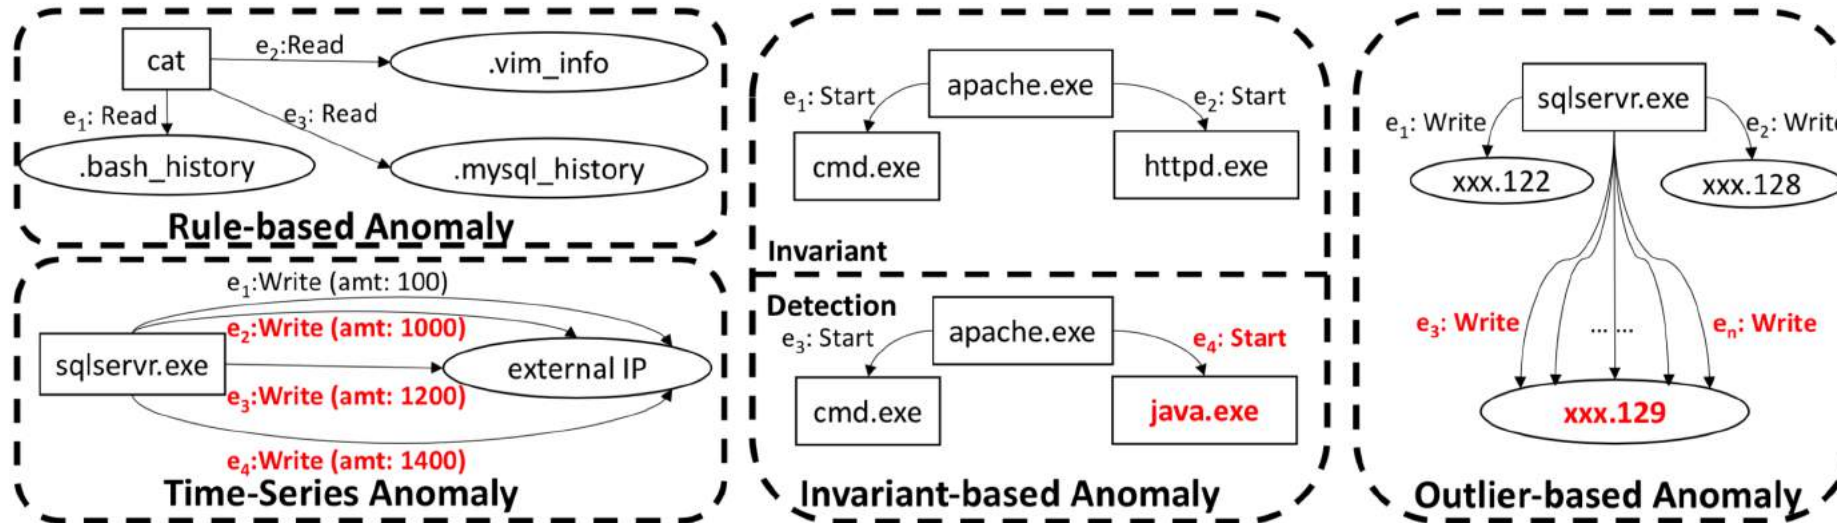 cat
e2:Read
.vim_info
e1: Read
e3: Read
.bash_history
.mysql_history
Rule-based Anomaly
e1:Write (amt: 100)
e2:Write (amt: 1000)
sqlservr.exe
external IP
e3:Write (amt: 1200)
e4:Write (amt: 1400)
Time-Series Anomaly
apache.exe
e1: Start
e2: Start
cmd.exe
httpd.exe
Invariant
Detection
apache.exe
e3: Start
e4: Start
cmd.exe
java.exe
Invariant-based Anomaly
sqlservr.exe
e1: Write
e2: Write
xxx.122
xxx.128
e3: Write
... ...
en: Write
xxx.129
Outlier-based Anomaly